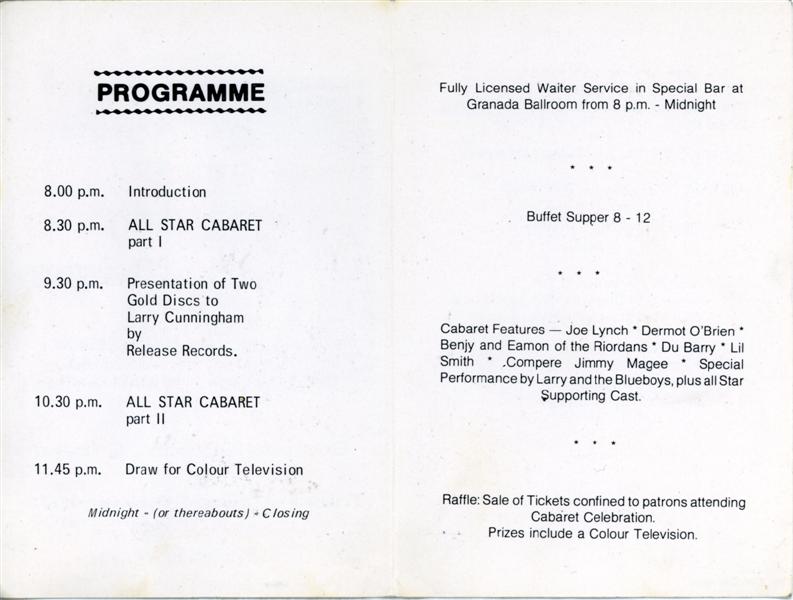 PROGRAMME
8.00 p.m. Introduction
8.30 p.m. ALL STAR CABARET
part I
9.30 p.m. Presentation of Two
Gold Discs to
Larry Cunningham
by
Release Records.
10.30 p.m. ALL STAR CABARET
part II
11.45 p.m. Draw for Colour Television
Midnight - (or thereabouts) - Closing
Fully Licensed Waiter Service in Special Bar at
Granada Ballroom from 8 p.m. - Midnight
* * *
Buffet Supper 8 - 12
* * *
Cabaret Features — Joe Lynch * Dermot O'Brien *
Benjy and Eamon of the Riordans * Du Barry * Lil
Smith * Compere Jimmy Magee * Special
Performance by Larry and the Blueboys, plus all Star
Supporting Cast.
* * *
Raffle: Sale of Tickets confined to patrons attending
Cabaret Celebration.
Prizes include a Colour Television.